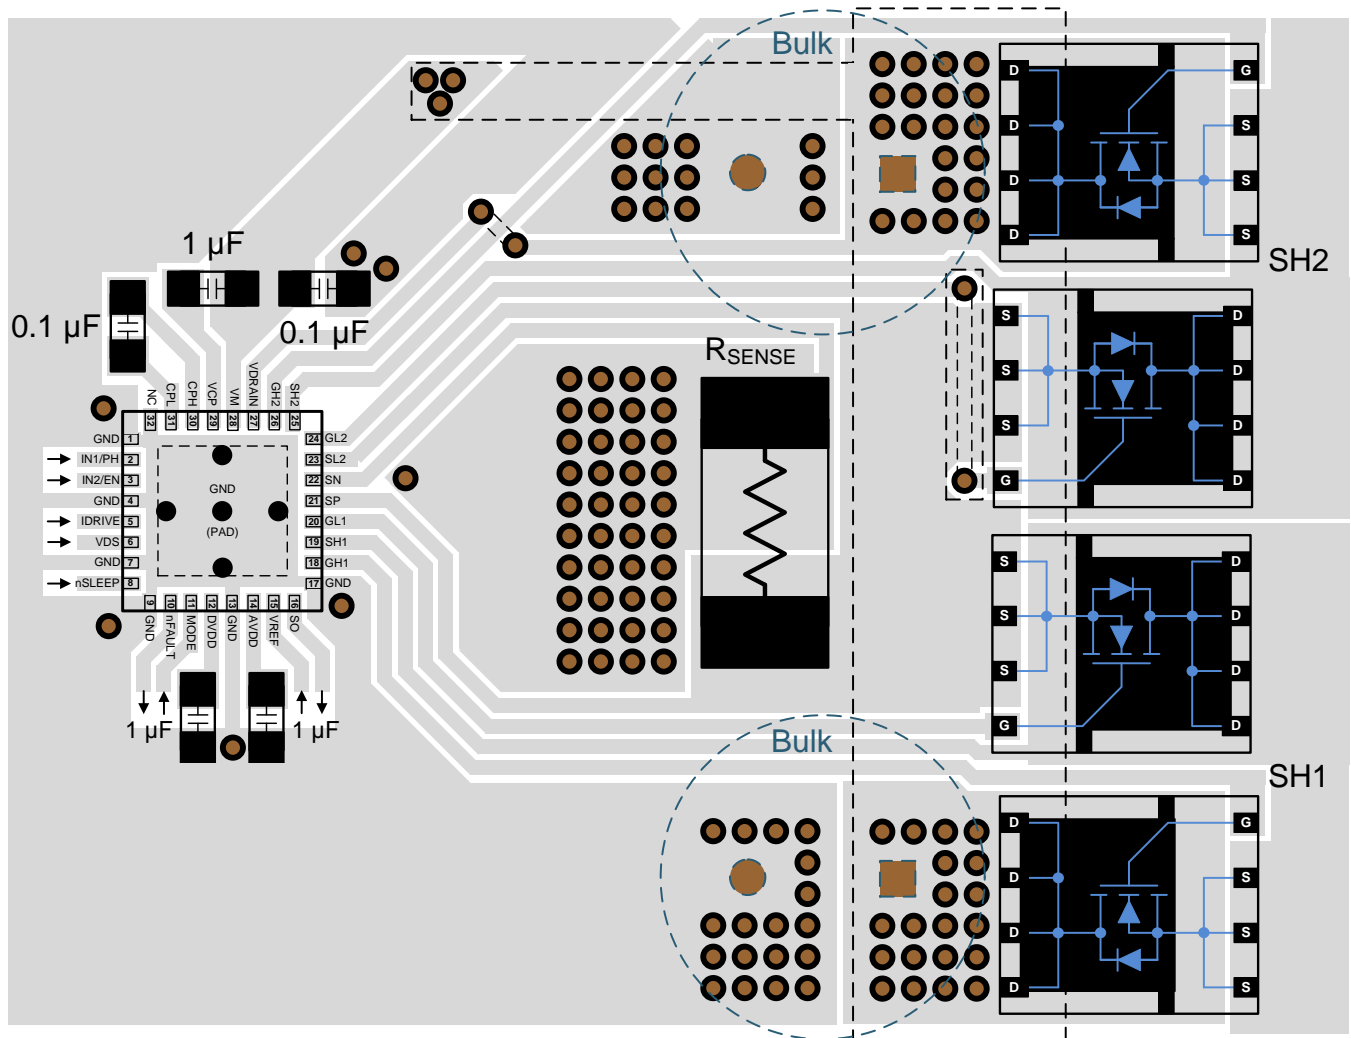 Bulk
D
G
D
S
D
S
D
S
SH2
1 µF
0.1 µF
0.1 µF
S
D
S
D
S
D
G
D
RSENSE
NC
CPL
CPH
VCP
VM
VDRAIN
GH2
SH2
32
31
30
29
28
27
26
25
GND 1
IN1/PH 2
IN2/EN 3
GND 4
IDRIVE 5
VDS 6
GND 7
nSLEEP 8
GND
(PAD)
24 GL2
23 SL2
22 SN
21 SP
20 GL1
19 SH1
18 GH1
17 GND
9
10
11
12
13
14
15
16
GND
nFAULT
MODE
DVDD
GND
AVDD
VREF
SO
1 µF
1 µF
S
D
S
D
S
D
G
D
Bulk
SH1
D
G
D
S
D
S
D
S